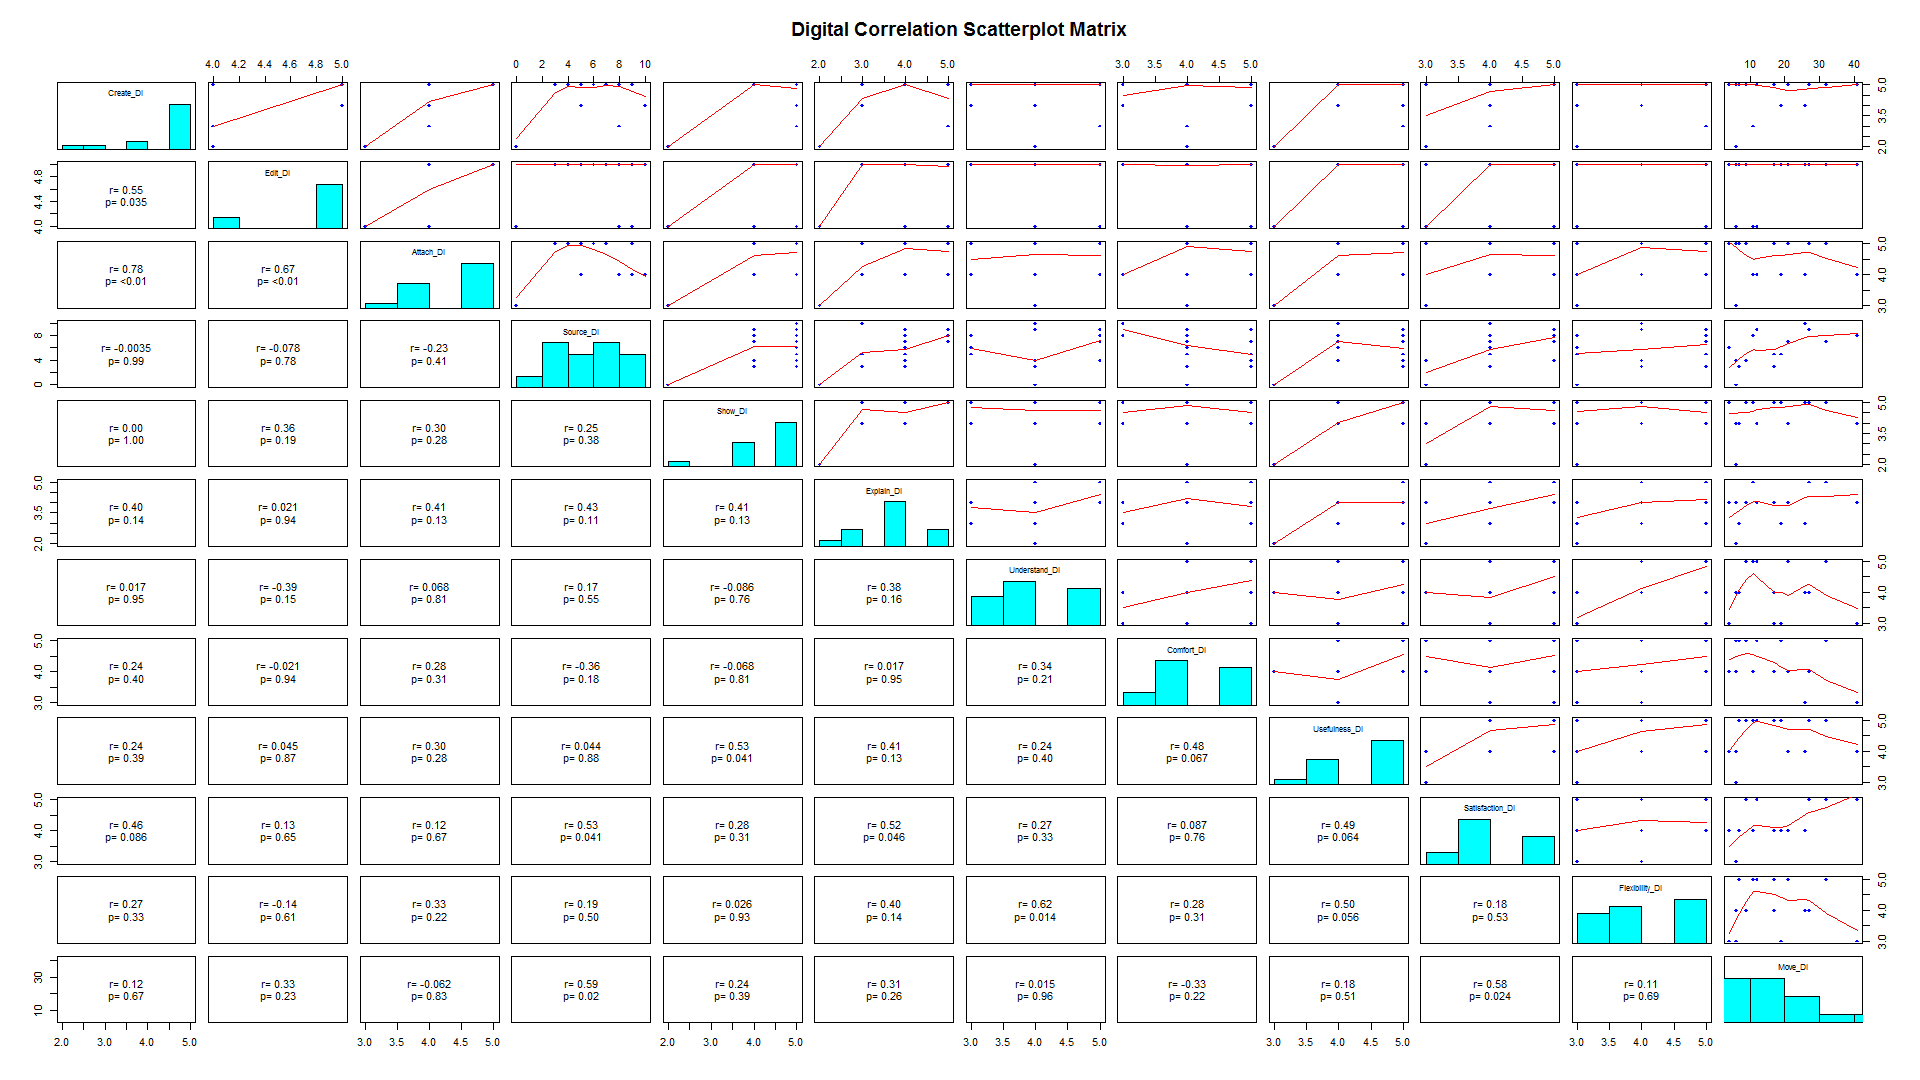 Digital Correlation Scatterplot Matrix
4.0 4.2 4.4 4.6 4.8 5.0 0 2 4 6 8 10 2.0 3.0 4.0 5.0 3.0 3.5 4.0 4.5 5.0 3.0 3.5 4.0 4.5 5.0 10 20 30 40
Create_DI
2.0 3.5 5.0
4.0 4.4 4.8
r= 0.55
p= 0.035
Edit_DI
r= 0.78
p= <0.01
r= 0.67
p= <0.01
Attach_DI
3.0 4.0 5.0
0 4 8
r= -0.0035
p= 0.99
r= -0.078
p= 0.78
r= -0.23
p= 0.41
Source_DI
r= 0.00
p= 1.00
r= 0.36
p= 0.19
r= 0.30
p= 0.28
r= 0.25
p= 0.38
Show_DI
2.0 3.5 5.0
2.0 3.5 5.0
r= 0.40
p= 0.14
r= 0.021
p= 0.94
r= 0.41
p= 0.13
r= 0.43
p= 0.11
r= 0.41
p= 0.13
Explain_DI
r= 0.017
p= 0.95
r= -0.39
p= 0.15
r= 0.068
p= 0.81
r= 0.17
p= 0.55
r= -0.086
p= 0.76
r= 0.38
p= 0.16
Understand_DI
3.0 4.0 5.0
3.0 4.0 5.0
r= 0.24
p= 0.40
r= -0.021
p= 0.94
r= 0.28
p= 0.31
r= -0.36
p= 0.18
r= -0.068
p= 0.81
r= 0.017
p= 0.95
r= 0.34
p= 0.21
Comfort_DI
r= 0.24
p= 0.39
r= 0.045
p= 0.87
r= 0.30
p= 0.28
r= 0.044
p= 0.88
r= 0.53
p= 0.041
r= 0.41
p= 0.13
r= 0.24
p= 0.40
r= 0.48
p= 0.067
Usefulness_DI
3.0 4.0 5.0
3.0 4.0 5.0
r= 0.46
p= 0.086
r= 0.13
p= 0.65
r= 0.12
p= 0.67
r= 0.53
p= 0.041
r= 0.28
p= 0.31
r= 0.52
p= 0.046
r= 0.27
p= 0.33
r= 0.087
p= 0.76
r= 0.49
p= 0.064
Satisfaction_DI
r= 0.27
p= 0.33
r= -0.14
p= 0.61
r= 0.33
p= 0.22
r= 0.19
p= 0.50
r= 0.026
p= 0.93
r= 0.40
p= 0.14
r= 0.62
p= 0.014
r= 0.28
p= 0.31
r= 0.50
p= 0.056
r= 0.18
p= 0.53
Flexibility_DI
3.0 4.0 5.0
10 30
r= 0.12
p= 0.67
r= 0.33
p= 0.23
r= -0.062
p= 0.83
r= 0.59
p= 0.02
r= 0.24
p= 0.39
r= 0.31
p= 0.26
r= 0.015
p= 0.96
r= -0.33
p= 0.22
r= 0.18
p= 0.51
r= 0.58
p= 0.024
r= 0.11
p= 0.69
Move_DI
2.0 3.0 4.0 5.0 3.0 3.5 4.0 4.5 5.0 2.0 3.0 4.0 5.0 3.0 3.5 4.0 4.5 5.0 3.0 3.5 4.0 4.5 5.0 3.0 3.5 4.0 4.5 5.0